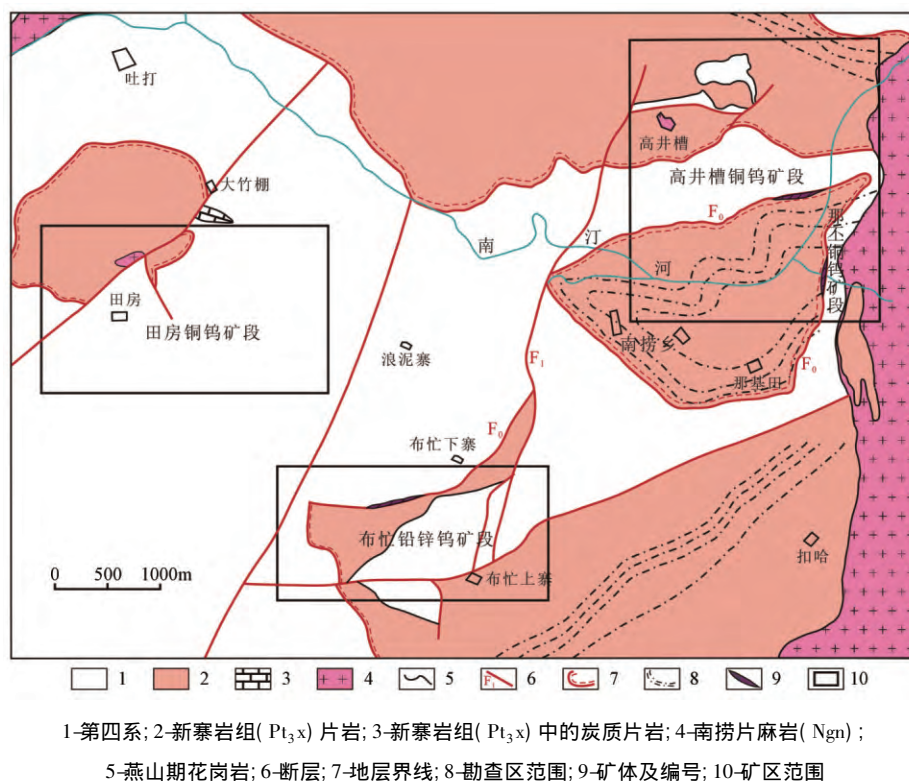 吐打
高井槽
大竹棚
高井槽铜钨矿段
F₀
那丕铜钨矿段
南
汀
河
田房
田房铜钨矿段
浪泥寨
南捞乡
F₁
那基田
F₀
F₀
布忙下寨
布忙铅锌钨矿段
扣哈
布忙上寨
0 500 1000m
1 2 3 4 5 F₁ 6 7 8 9 10
1-第四系; 2-新寨岩组( Pt₃x) 片岩; 3-新寨岩组( Pt₃x) 中的炭质片岩; 4-南捞片麻岩( Ngn) ;
5-燕山期花岗岩; 6-断层; 7-地层界线; 8-勘查区范围; 9-矿体及编号; 10-矿区范围